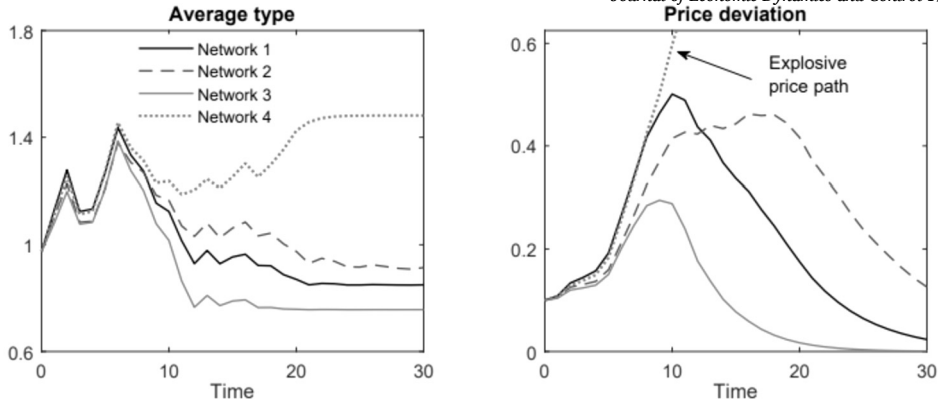 Average type
1.8
1.4
1
0.6
0
10
20
30
Time
Network 1
Network 2
Network 3
Network 4
Price deviation
0.6
0.4
0.2
0
0
10
20
30
Time
Explosive
price path